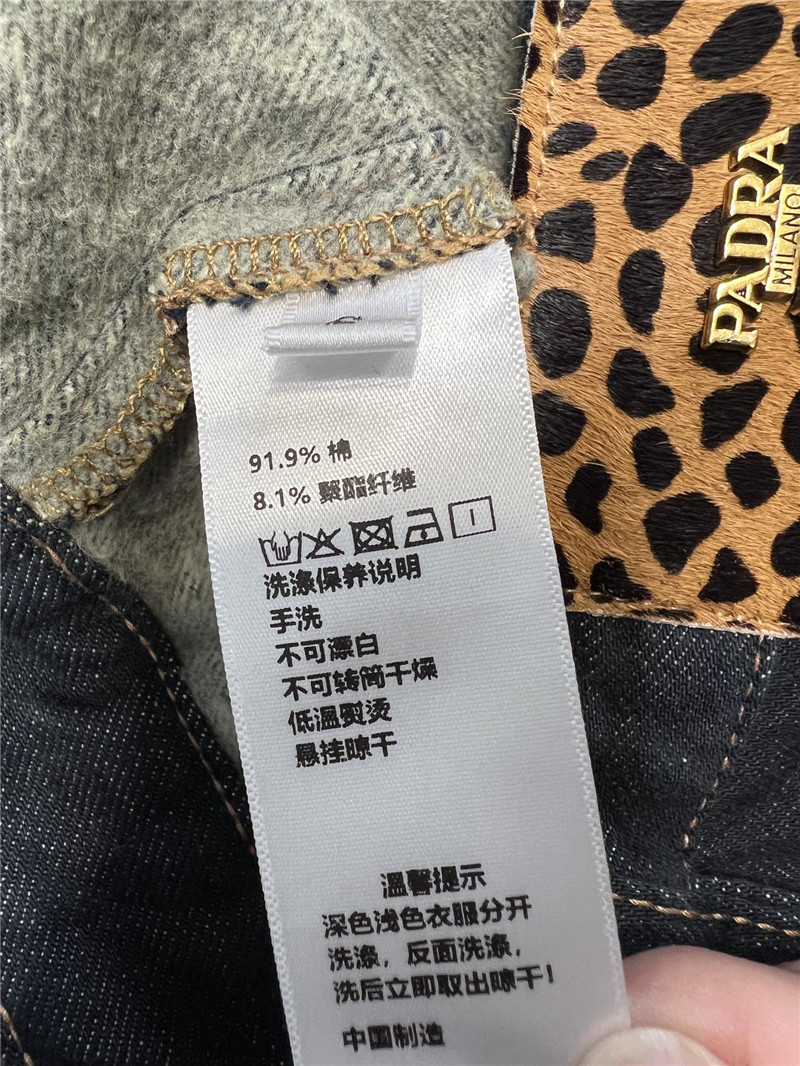 PADRA
MILANO
91.9% 棉
8.1% 聚酯纤维
洗涤保养说明
手洗
不可漂白
不可转筒干燥
低温熨烫
悬挂晾干
温馨提示
深色浅色衣服分开
洗涤，反面洗涤，
洗后立即取出晾干！
中国制造